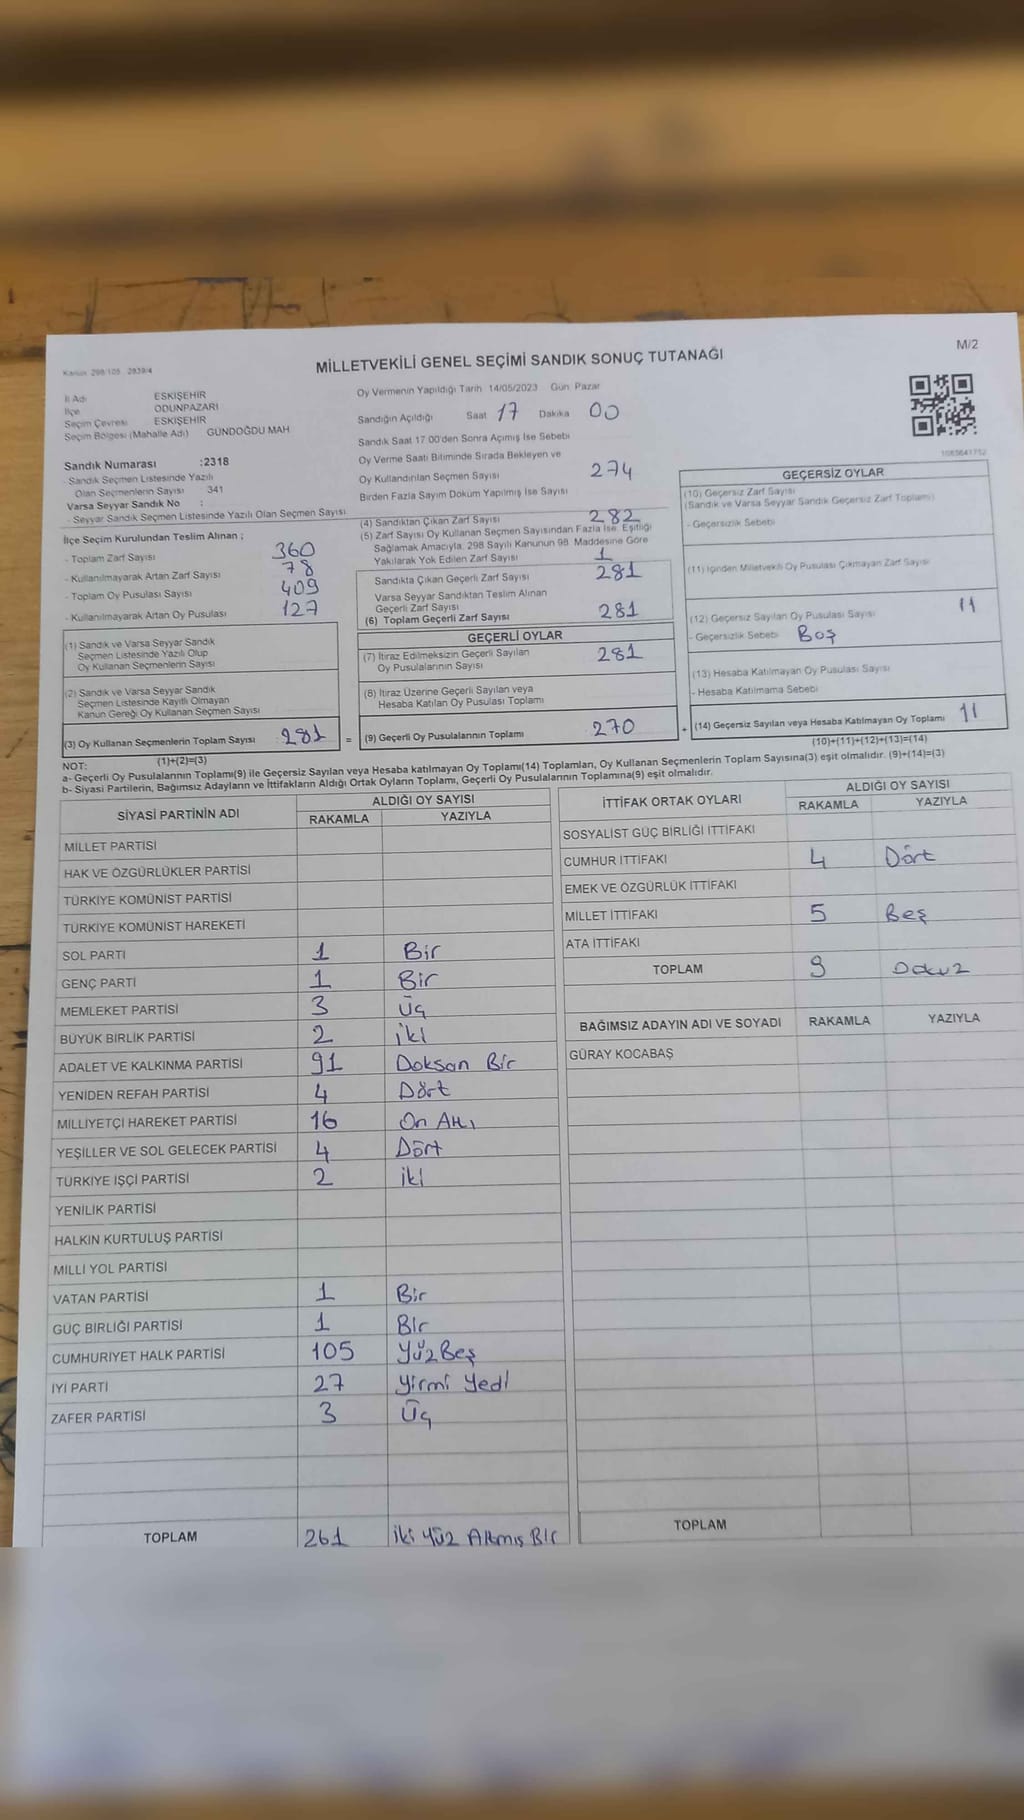 M/2
Kanun 298/105 2839/4
MİLLETVEKİLİ GENEL SEÇİMİ SANDIK SONUÇ TUTANAĞI
İl Adı ESKİŞEHİR
İlçe ODUNPAZARI
Seçim Çevresi ESKİŞEHİR
Seçim Bölgesi (Mahalle Adı) GÜNDOĞDU MAH
Sandık Numarası :2318
- Sandık Seçmen Listesinde Yazılı
Olan Seçmenlerin Sayısı 341
Varsa Seyyar Sandık No :
- Seyyar Sandık Seçmen Listesinde Yazılı Olan Seçmen Sayısı
İlçe Seçim Kurulundan Teslim Alınan ;
- Toplam Zarf Sayısı 360
- Kullanılmayarak Artan Zarf Sayısı 78
- Toplam Oy Pusulası Sayısı 409
- Kullanılmayarak Artan Oy Pusulası 127
(1) Sandık ve Varsa Seyyar Sandık
Seçmen Listesinde Yazılı Olup
Oy Kullanan Seçmenlerin Sayısı
(2) Sandık ve Varsa Seyyar Sandık
Seçmen Listesinde Kayıtlı Olmayan
Kanun Gereği Oy Kullanan Seçmen Sayısı
(3) Oy Kullanan Seçmenlerin Toplam Sayısı 281 =
(1)+(2)=(3)
Oy Vermenin Yapıldığı Tarih 14/05/2023 Gün Pazar
Sandığın Açıldığı Saat 17 Dakika 00
Sandık Saat 17.00'den Sonra Açımış İse Sebebi
Oy Verme Saati Bitiminde Sırada Bekleyen ve
Oy Kullandırılan Seçmen Sayısı 274
Birden Fazla Sayım Döküm Yapılmış İse Sayısı
(4) Sandıktan Çıkan Zarf Sayısı 282
(5) Zarf Sayısı Oy Kullanan Seçmen Sayısından Fazla İse, Eşitliği
Sağlamak Amacıyla, 298 Sayılı Kanunun 98. Maddesine Göre
Yakılarak Yok Edilen Zarf Sayısı 1
Sandıkta Çıkan Geçerli Zarf Sayısı 281
Varsa Seyyar Sandıktan Teslim Alınan
Geçerli Zarf Sayısı
(6) Toplam Geçerli Zarf Sayısı 281
GEÇERLİ OYLAR
(7) İtiraz Edilmeksizin Geçerli Sayılan
Oy Pusulalarının Sayısı 281
(8) İtiraz Üzerine Geçerli Sayılan veya
Hesaba Katılan Oy Pusulası Toplamı
(9) Geçerli Oy Pusulalarının Toplamı 270 +
1083641752
GEÇERSİZ OYLAR
(10) Geçersiz Zarf Sayısı
(Sandık ve Varsa Seyyar Sandık Geçersiz Zarf Toplamı)
- Geçersizlik Sebebi
(11) İçinden Milletvekili Oy Pusulası Çıkmayan Zarf Sayısı
(12) Geçersiz Sayılan Oy Pusulası Sayısı 11
- Geçersizlik Sebebi Boş
(13) Hesaba Katılmayan Oy Pusulası Sayısı
- Hesaba Katılmama Sebebi
(14) Geçersiz Sayılan veya Hesaba Katılmayan Oy Toplamı 11
(10)+(11)+(12)+(13)=(14)
NOT:
a- Geçerli Oy Pusulalarının Toplamı(9) ile Geçersiz Sayılan veya Hesaba katılmayan Oy Toplamı(14) Toplamları, Oy Kullanan Seçmenlerin Toplam Sayısına(3) eşit olmalıdır. (9)+(14)=(3)
b- Siyasi Partilerin, Bağımsız Adayların ve İttifakların Aldığı Ortak Oyların Toplamı, Geçerli Oy Pusulalarının Toplamına(9) eşit olmalıdır.
SİYASİ PARTİNİN ADI ALDIĞI OY SAYISI
RAKAMLA YAZIYLA
MİLLET PARTİSİ
HAK VE ÖZGÜRLÜKLER PARTİSİ
TÜRKİYE KOMÜNİST PARTİSİ
TÜRKİYE KOMÜNİST HAREKETİ
SOL PARTİ 1 Bir
GENÇ PARTİ 1 Bir
MEMLEKET PARTİSİ 3 Üç
BÜYÜK BİRLİK PARTİSİ 2 iki
ADALET VE KALKINMA PARTİSİ 91 Doksan Bir
YENİDEN REFAH PARTİSİ 4 Dört
MİLLİYETÇİ HAREKET PARTİSİ 16 On Altı
YEŞİLLER VE SOL GELECEK PARTİSİ 4 Dört
TÜRKİYE İŞÇİ PARTİSİ 2 iki
YENİLİK PARTİSİ
HALKIN KURTULUŞ PARTİSİ
MİLLİ YOL PARTİSİ
VATAN PARTİSİ 1 Bir
GÜÇ BİRLİĞİ PARTİSİ 1 Bir
CUMHURİYET HALK PARTİSİ 105 YüzBeş
İYİ PARTİ 27 Yirmi Yedi
ZAFER PARTİSİ 3 Üç
TOPLAM 261 İki Yüz Altmış Bir
İTTİFAK ORTAK OYLARI ALDIĞI OY SAYISI
RAKAMLA YAZIYLA
SOSYALİST GÜÇ BİRLİĞİ İTTİFAKI
CUMHUR İTTİFAKI 4 Dört
EMEK VE ÖZGÜRLÜK İTTİFAKI
MİLLET İTTİFAKI 5 Beş
ATA İTTİFAKI
TOPLAM 9 Dokuz
BAĞIMSIZ ADAYIN ADI VE SOYADI RAKAMLA YAZIYLA
GÜRAY KOCABAŞ
TOPLAM